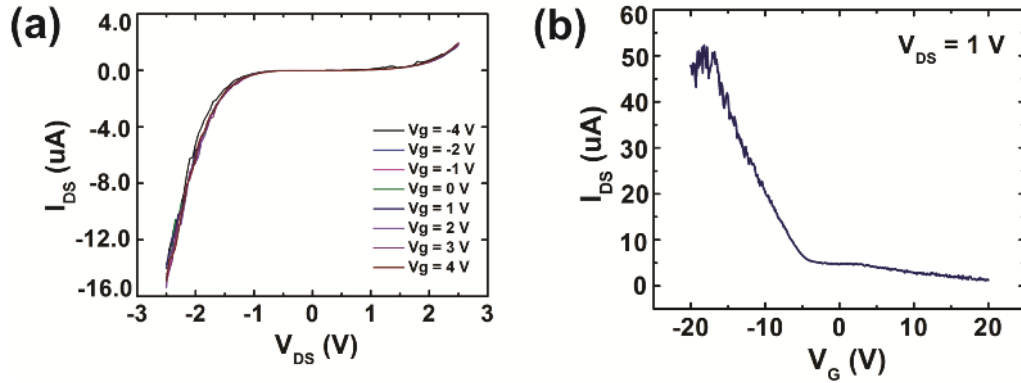 (a)
0.0
-4.0
-8.0
-12.0
-16.0
I_DS (uA)
-3 -2 -1 0 1 2 3
V_DS (V)
Vg = -4 V
Vg = -2 V
Vg = -1 V
Vg = 0 V
Vg = 1 V
Vg = 2 V
Vg = 3 V
Vg = 4 V
(b)
V_DS = 1 V
60
50
40
30
20
10
0
I_DS (uA)
-20 -10 0 10 20
V_G (V)